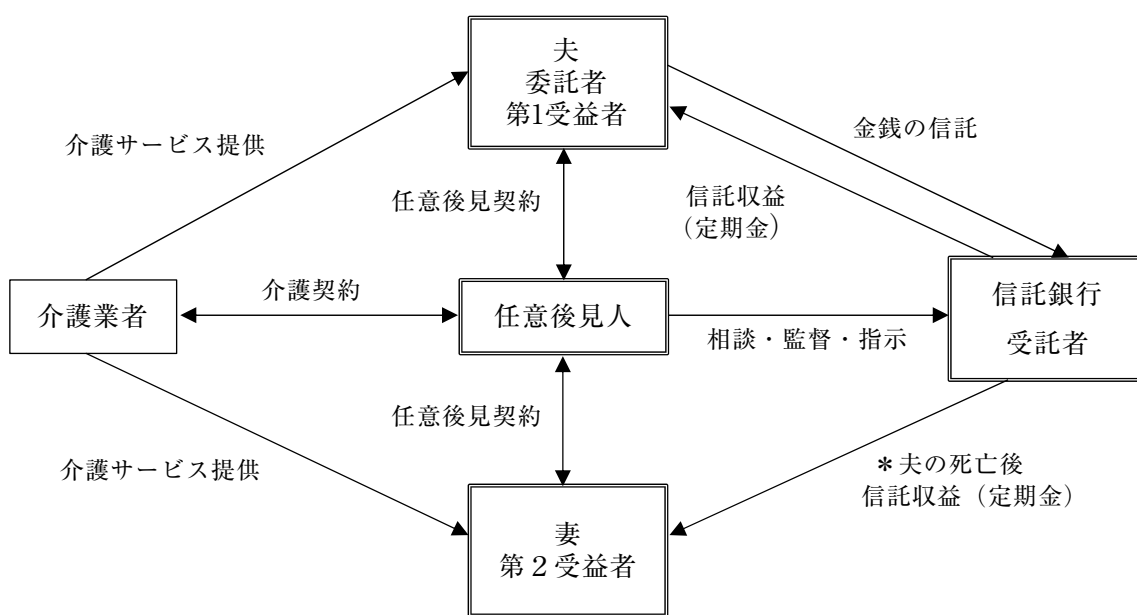 夫
委託者
第1受益者
介護サービス提供
金銭の信託
任意後見契約
信託収益
（定期金）
介護業者
介護契約
任意後見人
相談・監督・指示
信託銀行
受託者
任意後見契約
介護サービス提供
＊夫の死亡後
信託収益（定期金）
妻
第２受益者